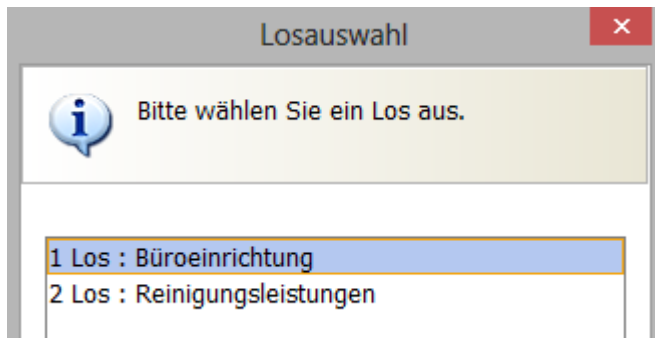 Losauswahl
Bitte wählen Sie ein Los aus.
1 Los : Büroeinrichtung
2 Los : Reinigungsleistungen